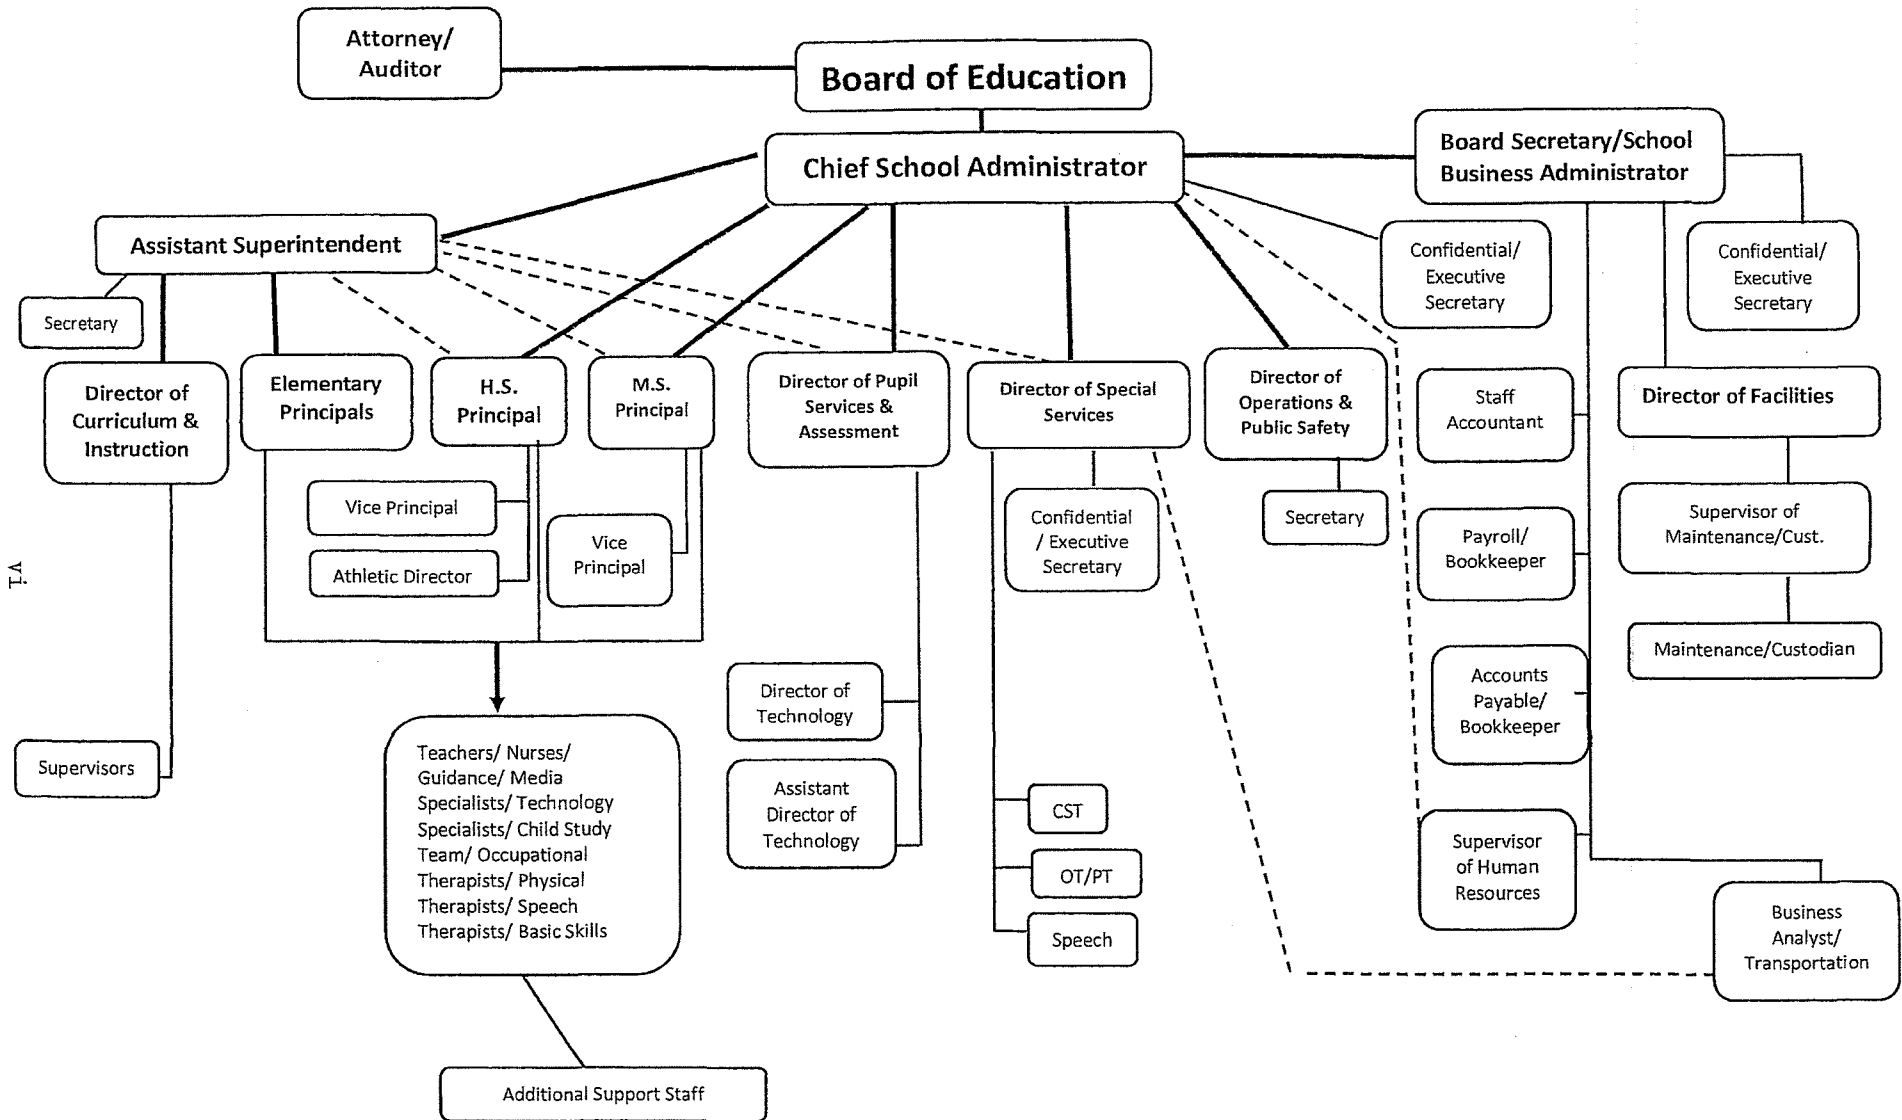 Attorney/
Auditor
Board of Education
Chief School Administrator
Board Secretary/School
Business Administrator
Assistant Superintendent
Secretary
Confidential/
Executive
Secretary
Confidential/
Executive
Secretary
Director of
Curriculum &
Instruction
Elementary
Principals
H.S.
Principal
M.S.
Principal
Director of Pupil
Services &
Assessment
Director of Special
Services
Director of
Operations &
Public Safety
Staff
Accountant
Director of Facilities
Vice Principal
Athletic Director
Vice
Principal
Confidential
/ Executive
Secretary
Secretary
Payroll/
Bookkeeper
Supervisor of
Maintenance/Cust.
vi
Director of
Technology
Accounts
Payable/
Bookkeeper
Maintenance/Custodian
Supervisors
Teachers/ Nurses/
Guidance/ Media
Specialists/ Technology
Specialists/ Child Study
Team/ Occupational
Therapists/ Physical
Therapists/ Speech
Therapists/ Basic Skills
Assistant
Director of
Technology
CST
OT/PT
Speech
Supervisor
of Human
Resources
Business
Analyst/
Transportation
Additional Support Staff